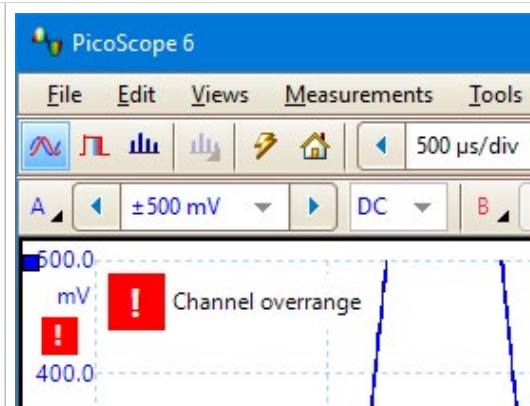 PicoScope 6
File Edit Views Measurements Tools
500 µs/div
A ±500 mV DC B
500.0
mV
! Channel overrange
!
400.0